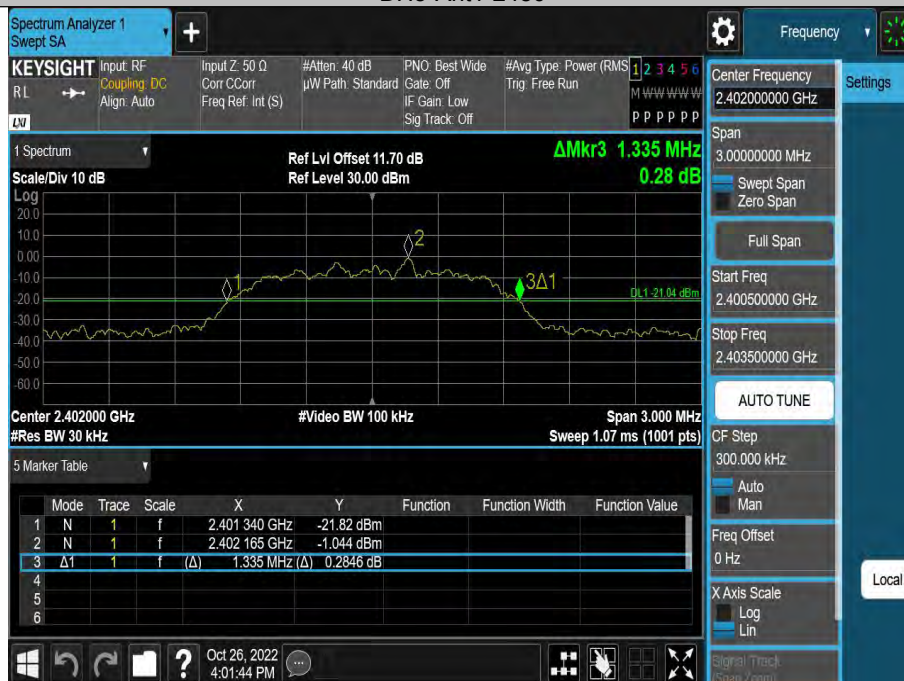 Spectrum Analyzer 1
Swept SA
+
Frequency
KEYSIGHT
RL
LXI
Input: RF
Coupling: DC
Align: Auto
Input Z: 50 Ω
Corr CCorr
Freq Ref: Int (S)
#Atten: 40 dB
µW Path: Standard
PNO: Best Wide
Gate: Off
IF Gain: Low
Sig Track: Off
#Avg Type: Power (RMS
Trig: Free Run
1 2 3 4 5 6
M W W W W W
P P P P P P
Center Frequency
2.402000000 GHz
Settings
Span
3.00000000 MHz
Swept Span
Zero Span
Full Span
Start Freq
2.400500000 GHz
Stop Freq
2.403500000 GHz
AUTO TUNE
CF Step
300.000 kHz
Auto
Man
Freq Offset
0 Hz
X Axis Scale
Log
Lin
Signal Track
(Span Zoom)
Local
1 Spectrum
Scale/Div 10 dB
Ref Lvl Offset 11.70 dB
Ref Level 30.00 dBm
ΔMkr3 1.335 MHz
0.28 dB
Log
20.0
10.0
0.00
-10.0
-20.0
-30.0
-40.0
-50.0
-60.0
1
2
3Δ1
DL1 -21.04 dBm
Center 2.402000 GHz
#Video BW 100 kHz
Span 3.000 MHz
#Res BW 30 kHz
Sweep 1.07 ms (1001 pts)
5 Marker Table
Mode Trace Scale X Y Function Function Width Function Value
1 N 1 f 2.401 340 GHz -21.82 dBm
2 N 1 f 2.402 165 GHz -1.044 dBm
3 Δ1 1 f (Δ) 1.335 MHz (Δ) 0.2846 dB
4
5
6
?
Oct 26, 2022
4:01:44 PM